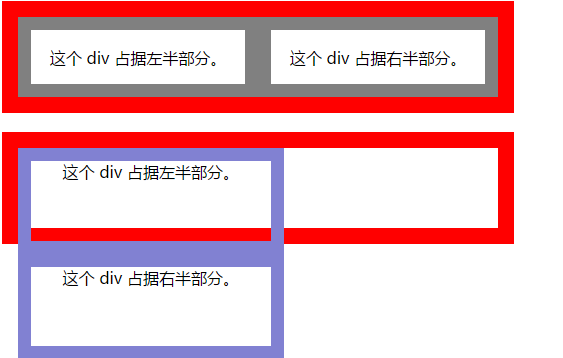 这个 div 占据左半部分。 这个 div 占据右半部分。
这个 div 占据左半部分。
这个 div 占据右半部分。